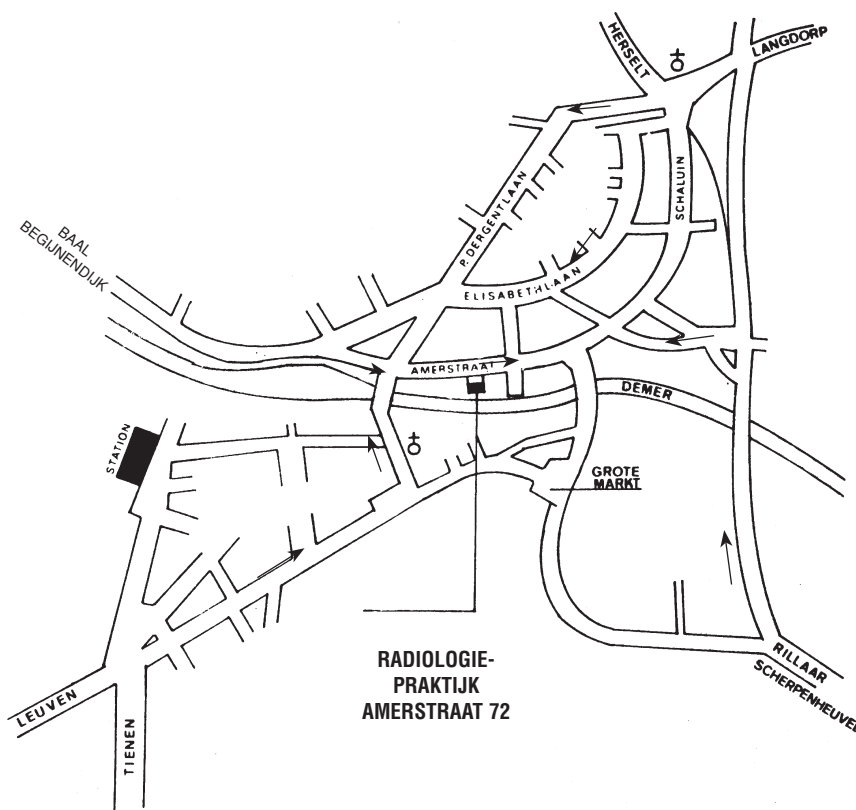 HERSELT
LANGDORP
P. DERGENTLAAN
SCHALUIN
BAAL
BEGIJNENDIJK
ELISABETHLAAN
AMERSTRAAT
DEMER
STATION
GROTE
MARKT
RADIOLOGIE-
PRAKTIJK
AMERSTRAAT 72
RILLAAR
SCHERPENHEUVEL
LEUVEN
TIENEN